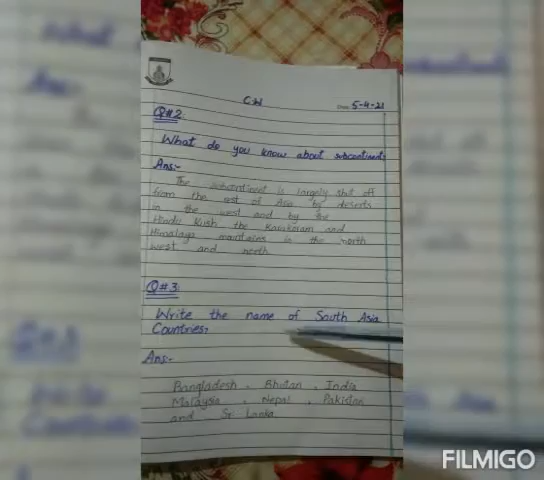 C.W
Date: 5-4-21
Q#2.
What do you know about subcontinent.
Ans:-
The subcontinent is largely shut off
from the rest of Asia by deserts
in the west and by the
Hindu Kush the Karakoram and
Himalaya mountains in the north
west and north
Q#3.
Write the name of South Asia
Countries.
Ans:-
Bangladesh, Bhutan, India
Malaysia, Nepal, Pakistan
and Sri Lanka
FILMIGO